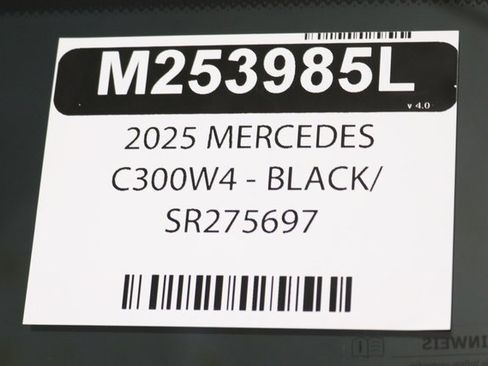 M253985L
v 4.0
2025 MERCEDES
C300W4 - BLACK/
SR275697